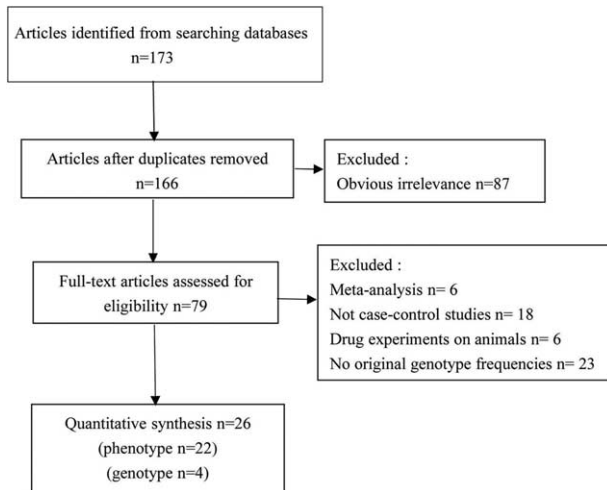 Articles identified from searching databases
n=173
Articles after duplicates removed
n=166
Excluded :
Obvious irrelevance n=87
Full-text articles assessed for
eligibility n=79
Excluded :
Meta-analysis n= 6
Not case-control studies n= 18
Drug experiments on animals n= 6
No original genotype frequencies n= 23
Quantitative synthesis n=26
(phenotype n=22)
(genotype n=4)